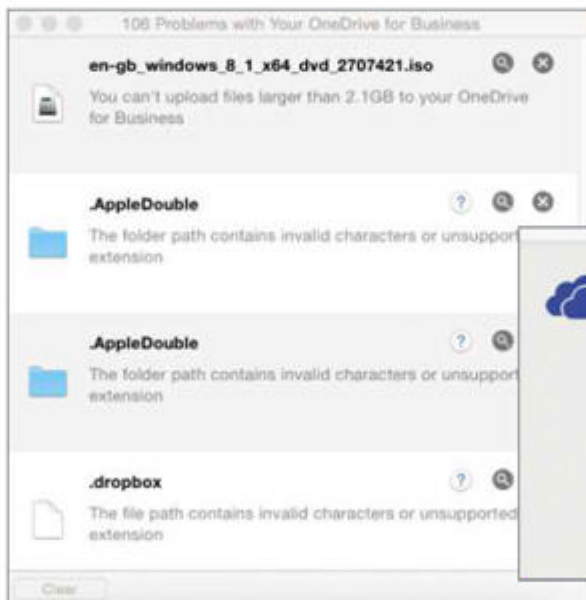 106 Problems with Your OneDrive for Business
en-gb_windows_8_1_x64_dvd_2707421.iso
You can't upload files larger than 2.1GB to your OneDrive
for Business
.AppleDouble
The folder path contains invalid characters or unsupport
extension
.AppleDouble
The folder path contains invalid characters or unsupport
extension
.dropbox
The file path contains invalid characters or unsupported
extension
Clear